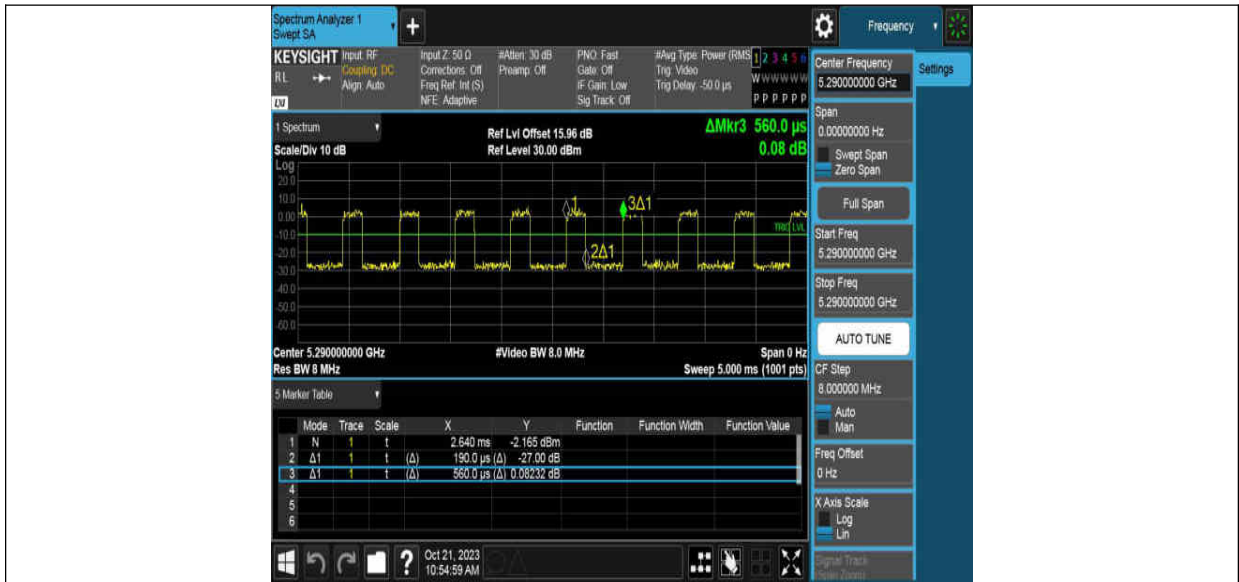 Spectrum Analyzer 1
Swept SA
Frequency
KEYSIGHT
RL
LXI
Input: RF
Coupling: DC
Align: Auto
Input Z: 50 Ω
Corrections: Off
Freq Ref: Int (S)
NFE: Adaptive
#Atten: 30 dB
Preamp: Off
PNO: Fast
Gate: Off
IF Gain: Low
Sig Track: Off
#Avg Type: Power (RMS
Trig: Video
Trig Delay: -50.0 µs
1 2 3 4 5 6
W W W W W W
P P P P P P
1 Spectrum
Scale/Div 10 dB
Ref Lvl Offset 15.96 dB
Ref Level 30.00 dBm
ΔMkr3 560.0 µs
0.08 dB
Log
20.0
10.0
0.00
-10.0
-20.0
-30.0
-40.0
-50.0
-60.0
1
3Δ1
2Δ1
TRIG LVL
Center 5.290000000 GHz
Res BW 8 MHz
#Video BW 8.0 MHz
Span 0 Hz
Sweep 5.000 ms (1001 pts)
5 Marker Table
Mode Trace Scale X Y Function Function Width Function Value
1 N 1 t 2.640 ms -2.165 dBm
2 Δ1 1 t (Δ) 190.0 µs (Δ) -27.00 dB
3 Δ1 1 t (Δ) 560.0 µs (Δ) 0.08232 dB
4
5
6
Oct 21, 2023
10:54:59 AM
Center Frequency
5.290000000 GHz
Settings
Span
0.00000000 Hz
Swept Span
Zero Span
Full Span
Start Freq
5.290000000 GHz
Stop Freq
5.290000000 GHz
AUTO TUNE
CF Step
8.000000 MHz
Auto
Man
Freq Offset
0 Hz
X Axis Scale
Log
Lin
Signal Track
(Span Zoom)